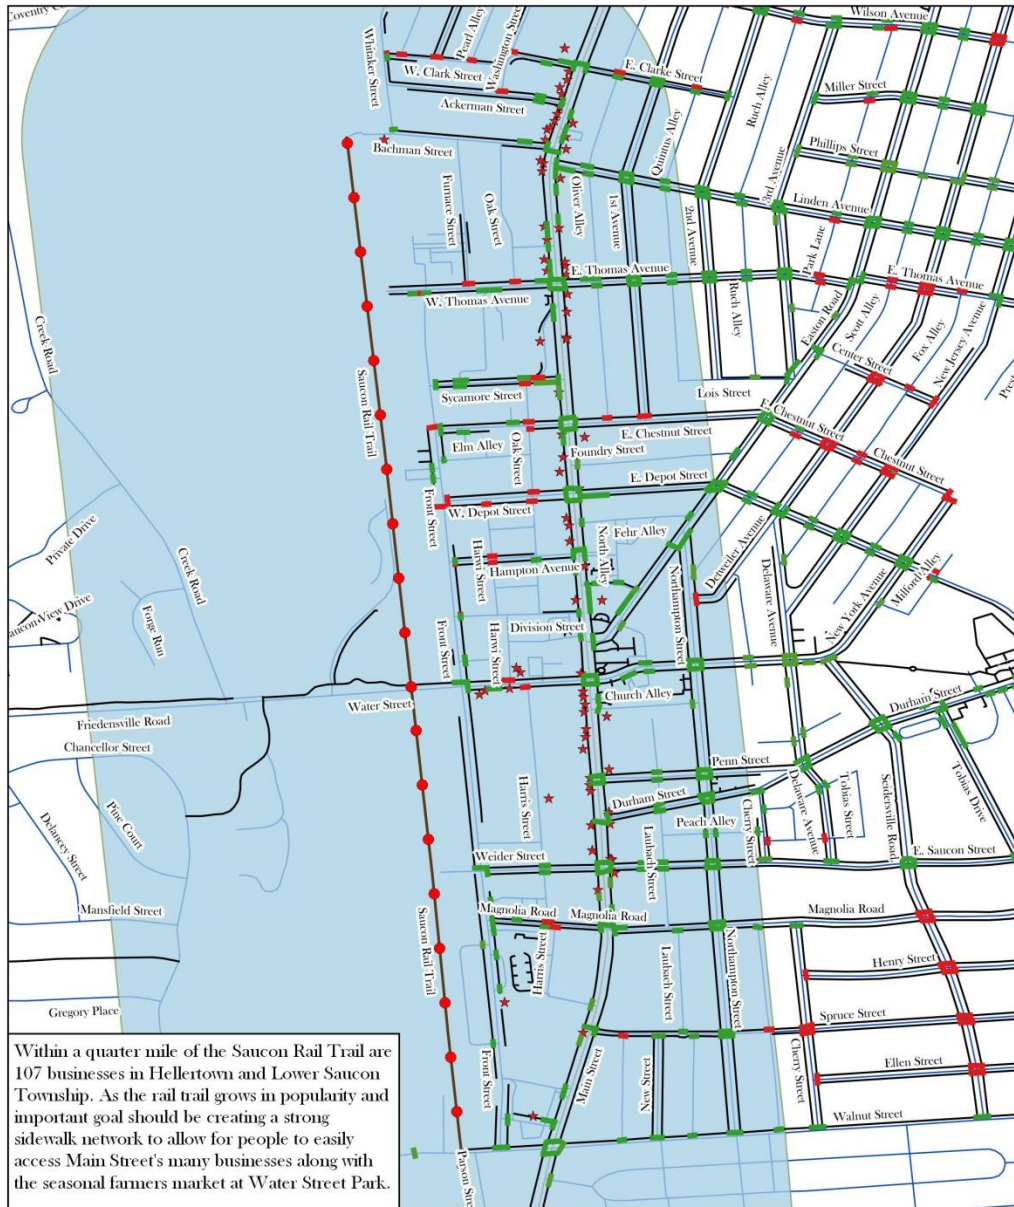 Coventry
Wilson Avenue
Pearl Alley
Washington Street
Whitaker Street
W. Clark Street
E. Clarke Street
Ackerman Street
Ruch Alley
Miller Street
Quintus Alley
Bachman Street
Phillips Street
3rd Avenue
Oliver Alley
Furnace Street
Oak Street
1st Avenue
2nd Avenue
Linden Avenue
Park Lane
E. Thomas Avenue
E. Thomas Avenue
W. Thomas Avenue
Ruch Alley
Easton Road
Scott Alley
Fox Alley
New Jersey Avenue
Creek Road
Saucon Rail Trail
Center Street
Sycamore Street
Lois Street
E. Chestnut Street
E. Chestnut Street
Elm Alley
Oak Street
Foundry Street
Chestnut Street
E. Depot Street
Front Street
W. Depot Street
Private Drive
Creek Road
Harwi Street
Hampton Avenue
North Alley
Fehr Alley
Detweiler Avenue
Delaware Avenue
Milford Alley
New York Avenue
Northampton Street
View Drive
Forge Run
Front Street
Harwi Street
Division Street
Church Alley
Water Street
Friedensville Road
Durham Street
Chancellor Street
Penn Street
Pine Court
Harris Street
Durham Street
Delaware Avenue
Tobias Street
Seidersville Road
Tobias Drive
Delancey Street
Peach Alley
Cherry Street
Weider Street
Laubach Street
E. Saucon Street
Mansfield Street
Saucon Rail Trail
Magnolia Road
Magnolia Road
Magnolia Road
Harris Street
Laubach Street
Northampton Street
Henry Street
Gregory Place
Spruce Street
Front Street
Main Street
New Street
Cherry Street
Ellen Street
Walnut Street
Within a quarter mile of the Saucon Rail Trail are
107 businesses in Hellertown and Lower Saucon
Township. As the rail trail grows in popularity and
important goal should be creating a strong
sidewalk network to allow for people to easily
access Main Street's many businesses along with
the seasonal farmers market at Water Street Park.
Parson